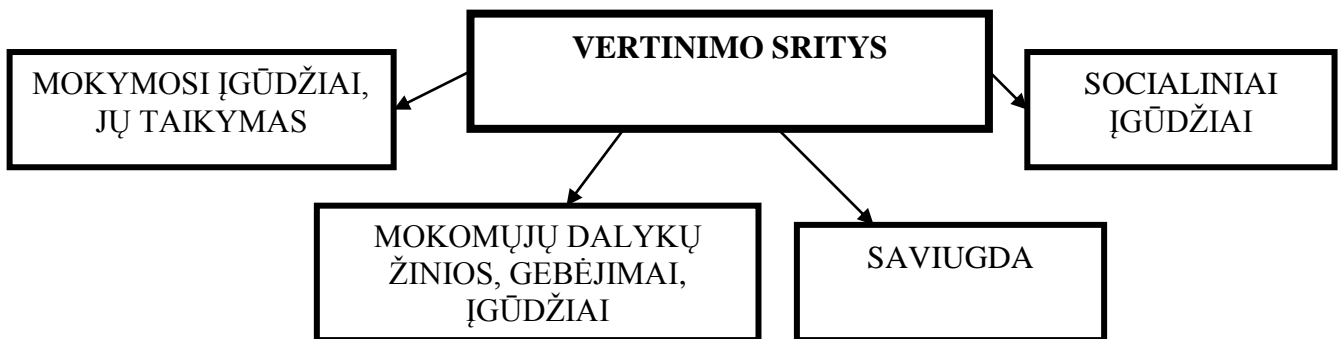 VERTINIMO SRITYS
MOKYMOSI ĮGŪDŽIAI,
JŲ TAIKYMAS
SOCIALINIAI
ĮGŪDŽIAI
MOKOMŲJŲ DALYKŲ
ŽINIOS, GEBĖJIMAI,
ĮGŪDŽIAI
SAVIUGDA